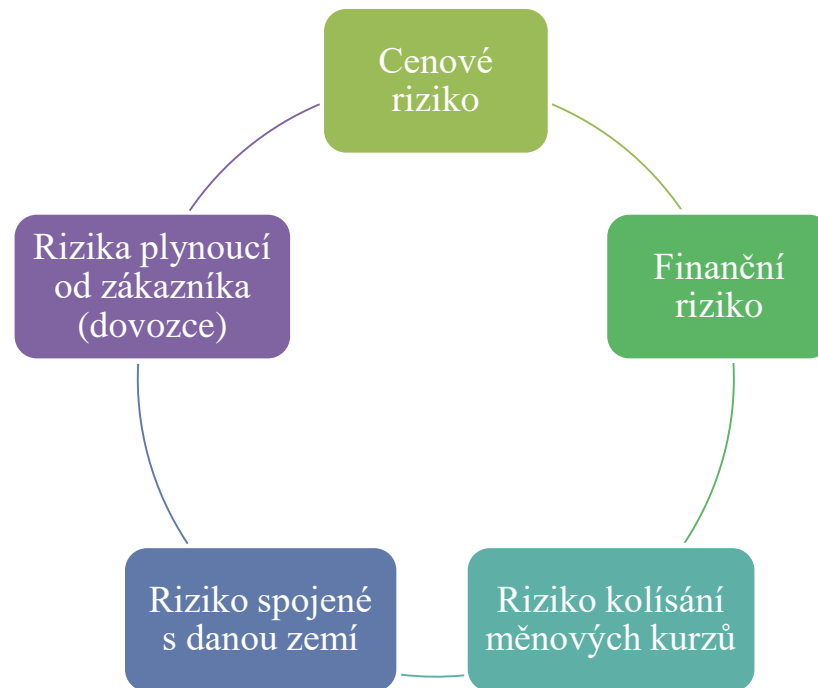 Cenové
riziko
Finanční
riziko
Riziko kolísání
měnových kurzů
Riziko spojené
s danou zemí
Rizika plynoucí
od zákazníka
(dovozce)